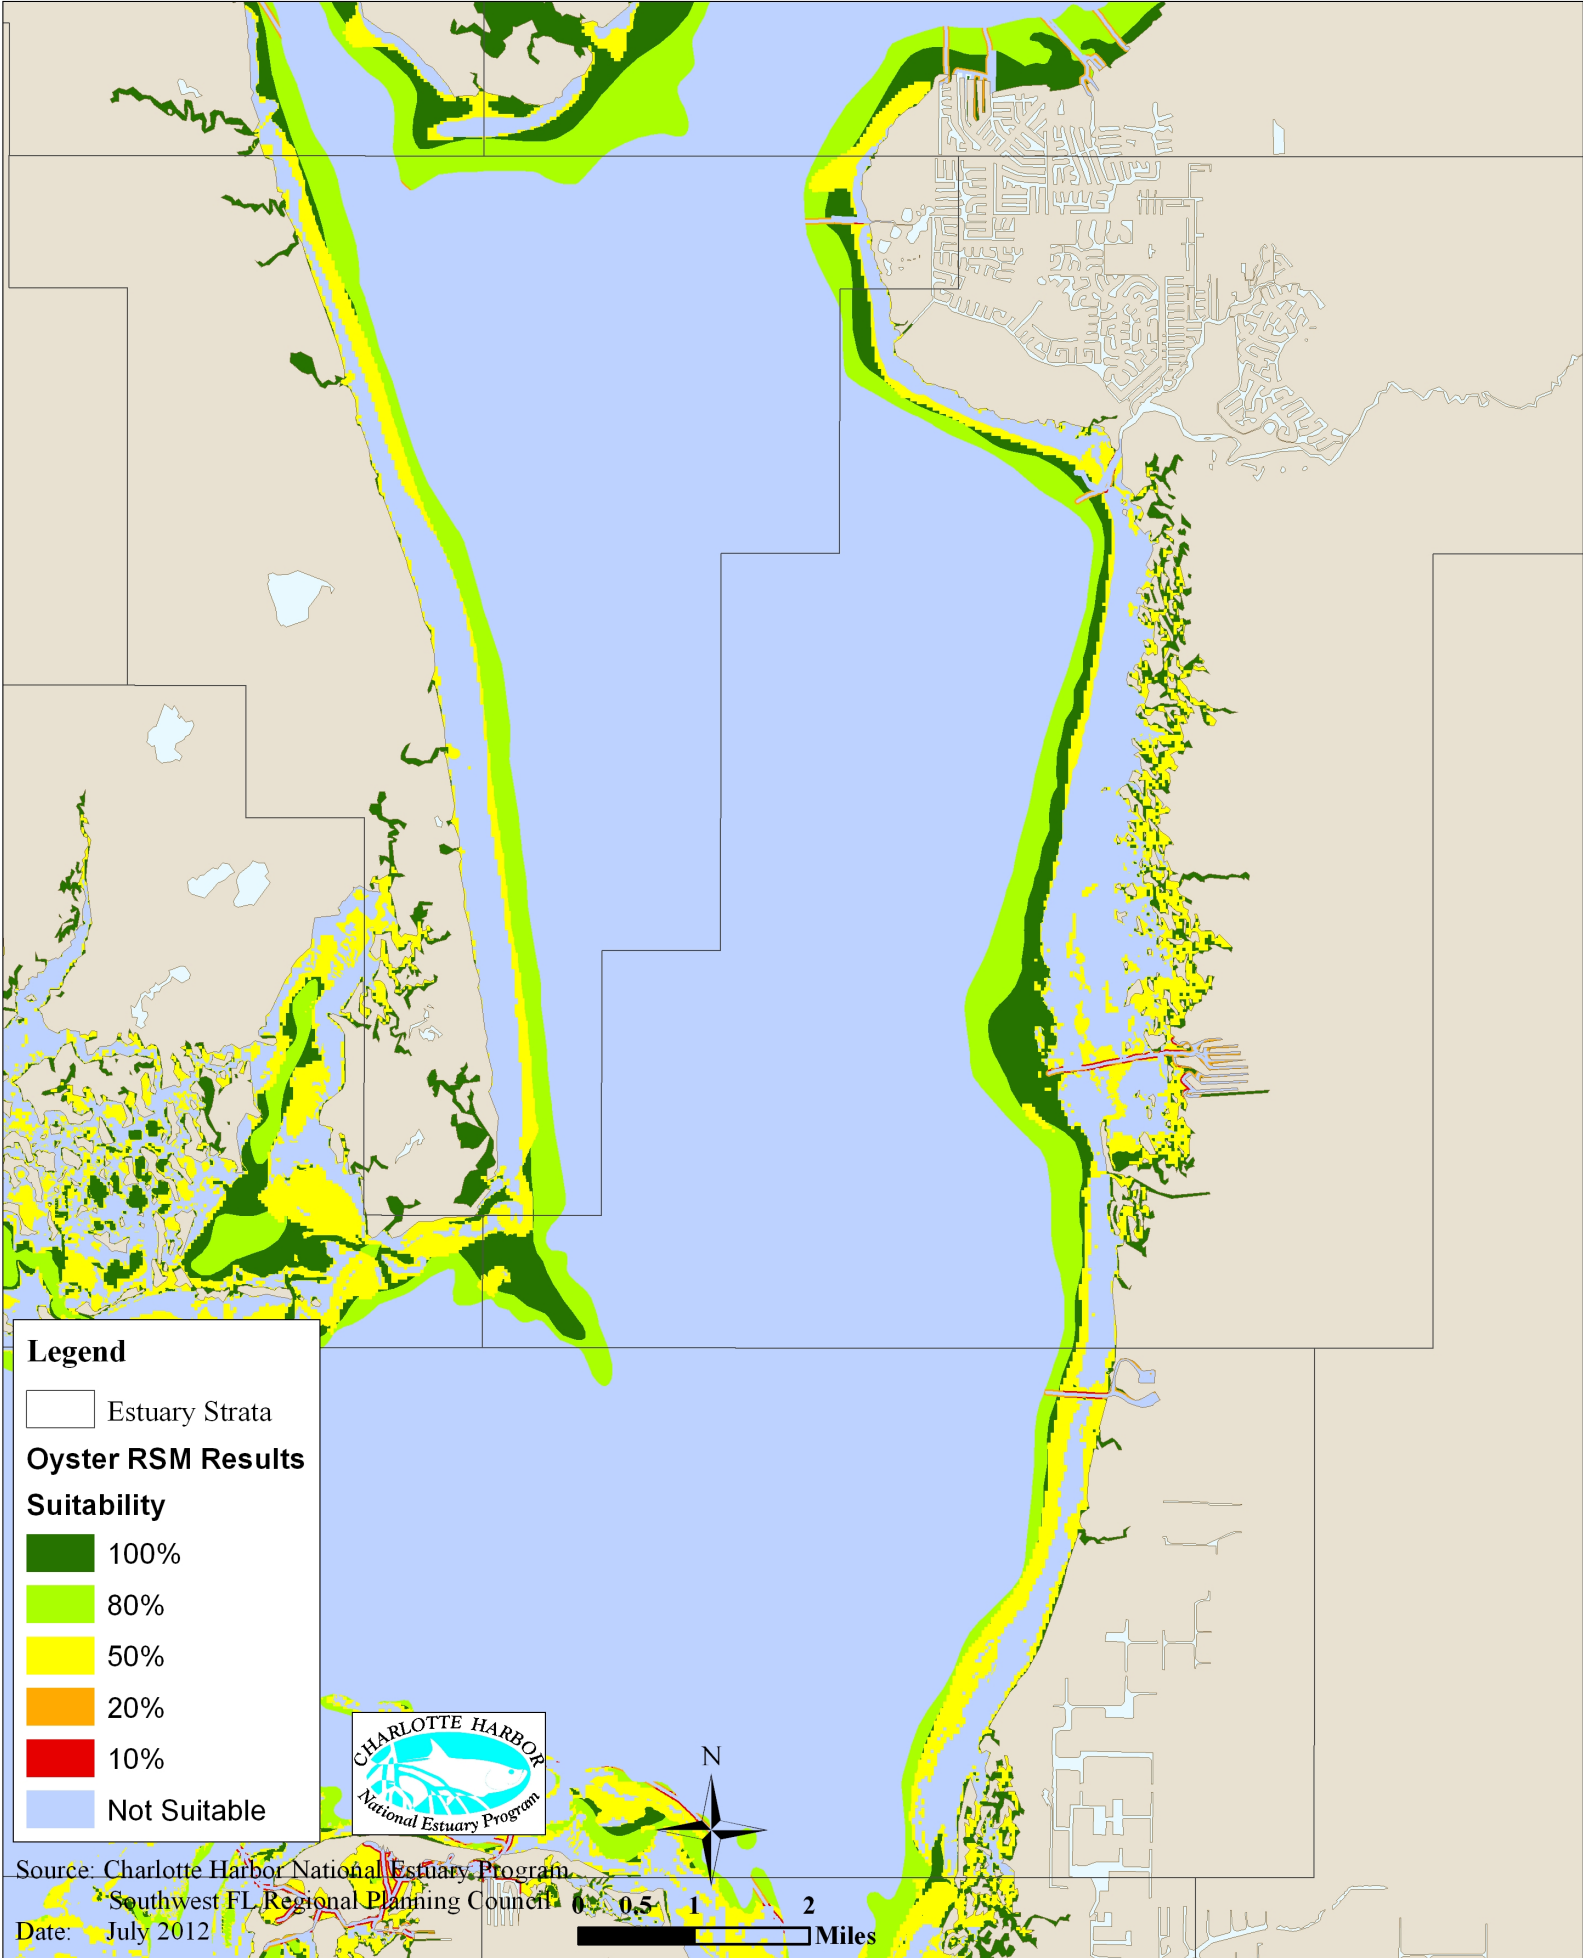 Legend
Estuary Strata
Oyster RSM Results
Suitability
100%
80%
50%
20%
10%
Not Suitable
CHARLOTTE HARBOR
National Estuary Program
N
Source: Charlotte Harbor National Estuary Program
Southwest FL Regional Planning Council
Date: July 2012
0 0.5 1 2
Miles